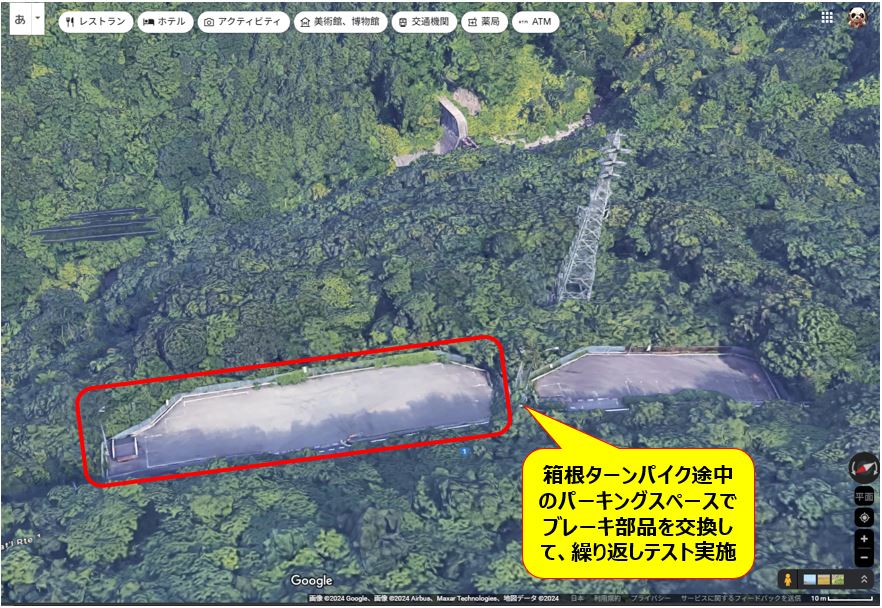 あ
レストラン
ホテル
アクティビティ
美術館、博物館
交通機関
薬局
ATM
箱根ターンパイク途中
のパーキングスペースで
ブレーキ部品を交換し
て、繰り返しテスト実施
1
平面
Google
画像 ©2024 Google、画像 ©2024 Airbus、Maxar Technologies、地図データ ©2024 日本 利用規約 プライバシー サービスに関するフィードバックを送信 10 m